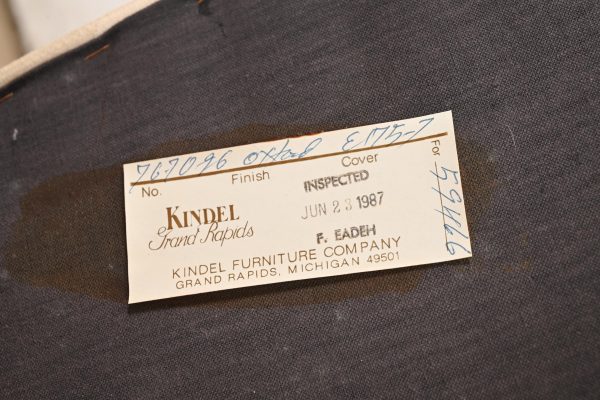 767096 Oxford E175-7
No. Finish Cover
For 59466
INSPECTED
JUN 23 1987
F. EADEH
KINDEL
Grand Rapids
KINDEL FURNITURE COMPANY
GRAND RAPIDS, MICHIGAN 49501